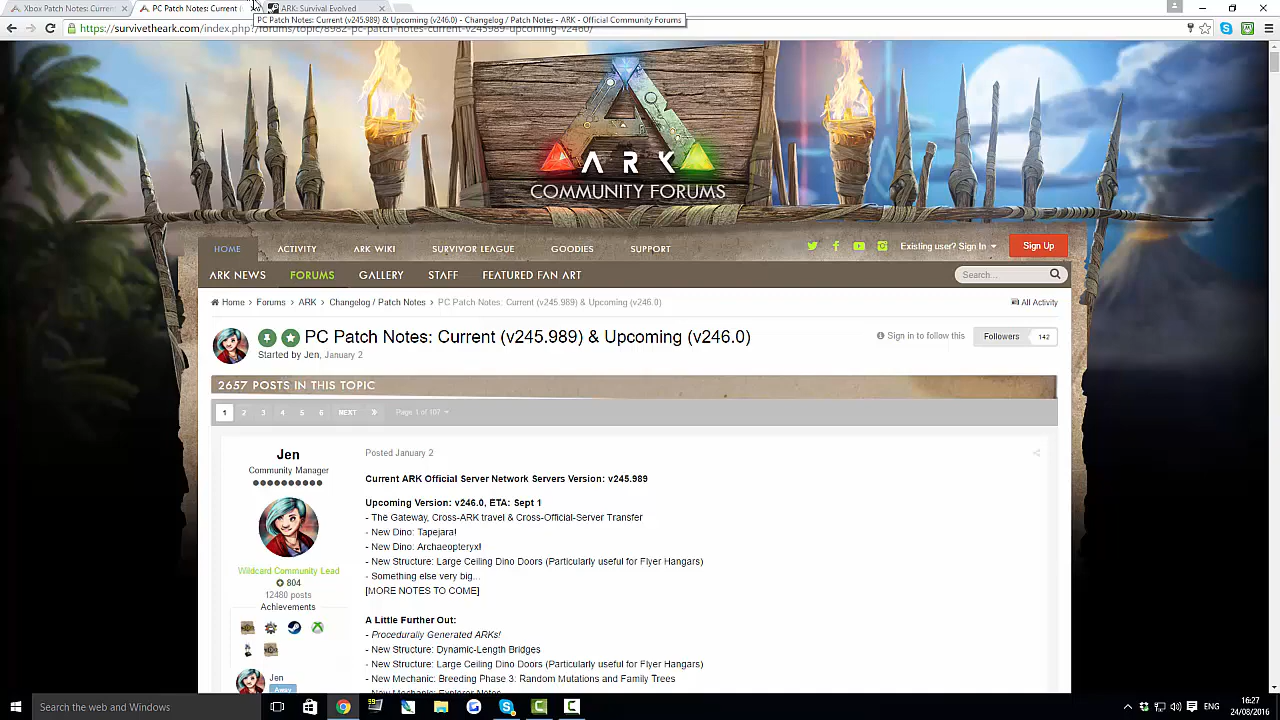 Xbox Patch Notes: Curren
PC Patch Notes: Current (
ARK: Survival Evolved
PC Patch Notes: Current (v245.989) & Upcoming (v246.0) - Changelog / Patch Notes - ARK - Official Community Forums
https://survivetheark.com/index.php?/forums/topic/8982-pc-patch-notes-current-v245989-upcoming-v2460/
ARK
COMMUNITY FORUMS
HOME ACTIVITY ARK WIKI SURVIVOR LEAGUE GOODIES SUPPORT Existing user? Sign In Sign Up
ARK NEWS FORUMS GALLERY STAFF FEATURED FAN ART Search...
Home > Forums > ARK > Changelog / Patch Notes > PC Patch Notes: Current (v245.989) & Upcoming (v246.0) All Activity
PC Patch Notes: Current (v245.989) & Upcoming (v246.0)
Sign in to follow this Followers 142
Started by Jen, January 2
2657 POSTS IN THIS TOPIC
1 2 3 4 5 6 NEXT » Page 1 of 107
Jen
Community Manager
Wildcard Community Lead
804
12480 posts
Achievements
Jen
Away
Posted January 2
Current ARK Official Server Network Servers Version: v245.989
Upcoming Version: v246.0, ETA: Sept 1
- The Gateway, Cross-ARK travel & Cross-Official-Server Transfer
- New Dino: Tapejara!
- New Dino: Archaeopteryx!
- New Structure: Large Ceiling Dino Doors (Particularly useful for Flyer Hangars)
- Something else very big...
[MORE NOTES TO COME]
A Little Further Out:
- Procedurally Generated ARKs!
- New Structure: Dynamic-Length Bridges
- New Structure: Large Ceiling Dino Doors (Particularly useful for Flyer Hangars)
- New Mechanic: Breeding Phase 3: Random Mutations and Family Trees
- New Mechanic: Explorer Notes
Search the web and Windows
ENG
16:27
24/08/2016